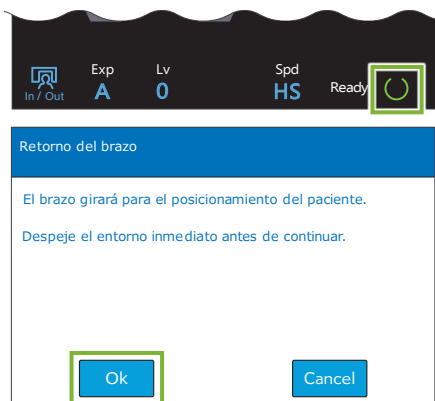 Exp Lv Spd
In / Out A 0 HS Ready
Retorno del brazo
El brazo girará para el posicionamiento del paciente.
Despeje el entorno inmediato antes de continuar.
Ok Cancel